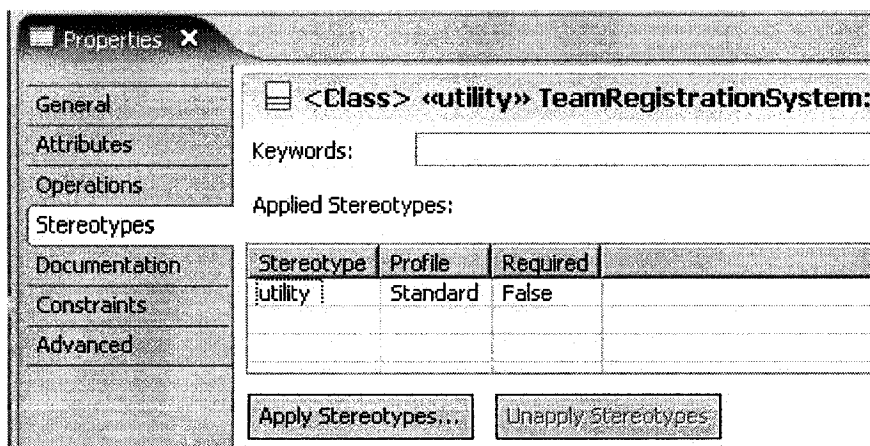 Properties
General
Attributes
Operations
Stereotypes
Documentation
Constraints
Advanced
<Class> «utility» TeamRegistrationSystem:
Keywords:
Applied Stereotypes:
Stereotype Profile Required
utility Standard False
Apply Stereotypes... Unapply Stereotypes